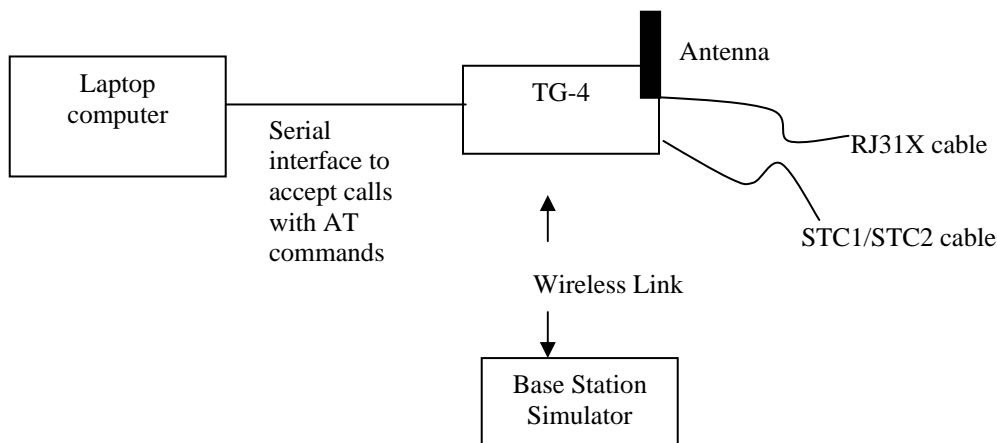 Laptop
computer
Serial
interface to
accept calls
with AT
commands
TG-4
Antenna
RJ31X cable
STC1/STC2 cable
Wireless Link
Base Station
Simulator